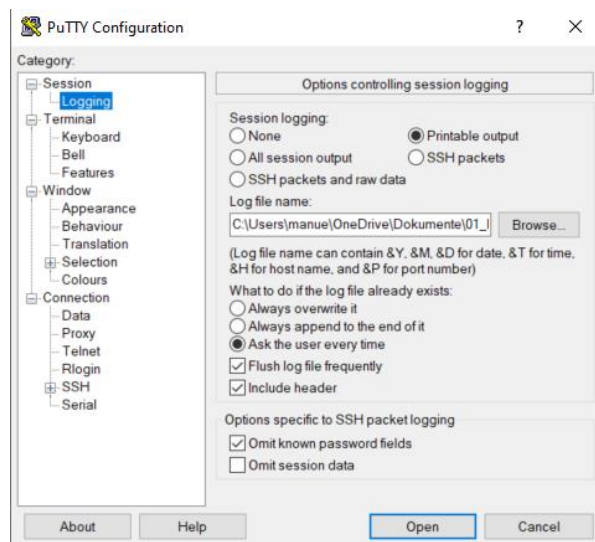 PuTTY Configuration
?
Category:
Session
Logging
Terminal
Keyboard
Bell
Features
Window
Appearance
Behaviour
Translation
Selection
Colours
Connection
Data
Proxy
Telnet
Rlogin
SSH
Serial
Options controlling session logging
Session logging:
None
Printable output
All session output
SSH packets
SSH packets and raw data
Log file name:
C:\Users\manue\OneDrive\Dokumente\01_
Browse...
(Log file name can contain &Y, &M, &D for date, &T for time,
&H for host name, and &P for port number)
What to do if the log file already exists:
Always overwrite it
Always append to the end of it
Ask the user every time
Flush log file frequently
Include header
Options specific to SSH packet logging
Omit known password fields
Omit session data
About
Help
Open
Cancel